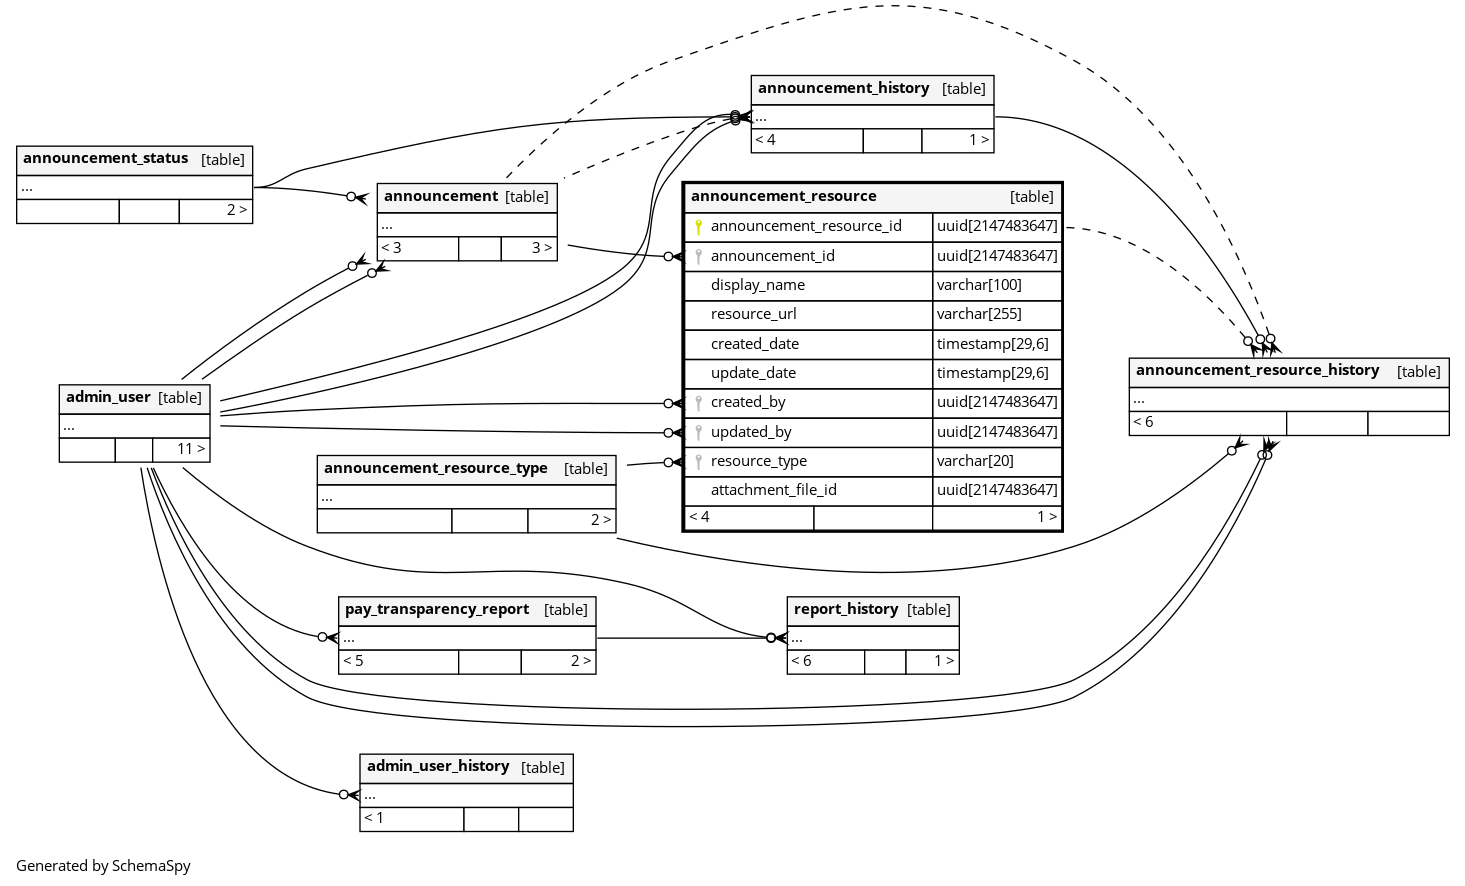 announcement_history [table]
...
< 4 1 >
announcement_status [table]
...
2 >
announcement [table]
...
< 3 3 >
announcement_resource [table]
announcement_resource_id uuid[2147483647]
announcement_id uuid[2147483647]
display_name varchar[100]
resource_url varchar[255]
created_date timestamp[29,6]
update_date timestamp[29,6]
created_by uuid[2147483647]
updated_by uuid[2147483647]
resource_type varchar[20]
attachment_file_id uuid[2147483647]
< 4 1 >
announcement_resource_history [table]
...
< 6
admin_user [table]
...
11 >
announcement_resource_type [table]
...
2 >
pay_transparency_report [table]
...
< 5 2 >
report_history [table]
...
< 6 1 >
admin_user_history [table]
...
< 1
Generated by SchemaSpy